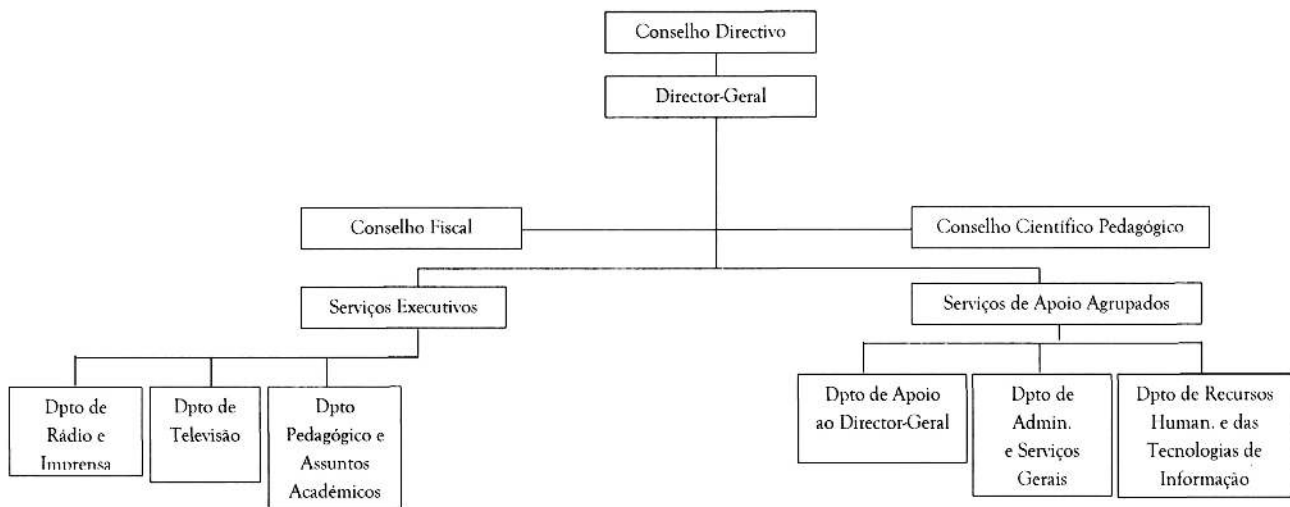 Conselho Directivo
Director-Geral
Conselho Fiscal
Conselho Científico Pedagógico
Serviços Executivos
Serviços de Apoio Agrupados
Dpto de
Rádio e
Imprensa
Dpto de
Televisão
Dpto
Pedagógico e
Assuntos
Académicos
Dpto de Apoio
ao Director-Geral
Dpto de
Admin.
e Serviços
Gerais
Dpto de Recursos
Human. e das
Tecnologias de
Informação